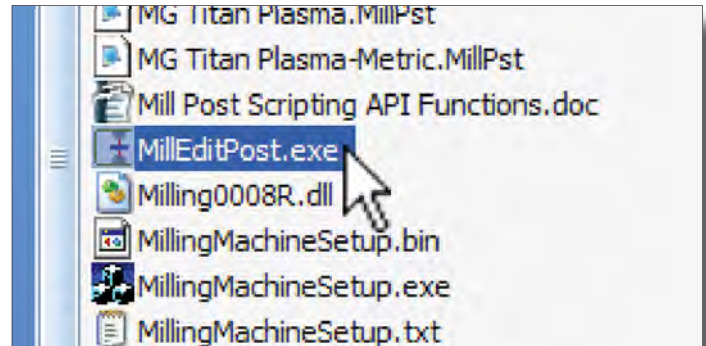 MG Titan Plasma.MillPst
MG Titan Plasma-Metric.MillPst
Mill Post Scripting API Functions.doc
MillEditPost.exe
Milling0008R.dll
MillingMachineSetup.bin
MillingMachineSetup.exe
MillingMachineSetup.txt